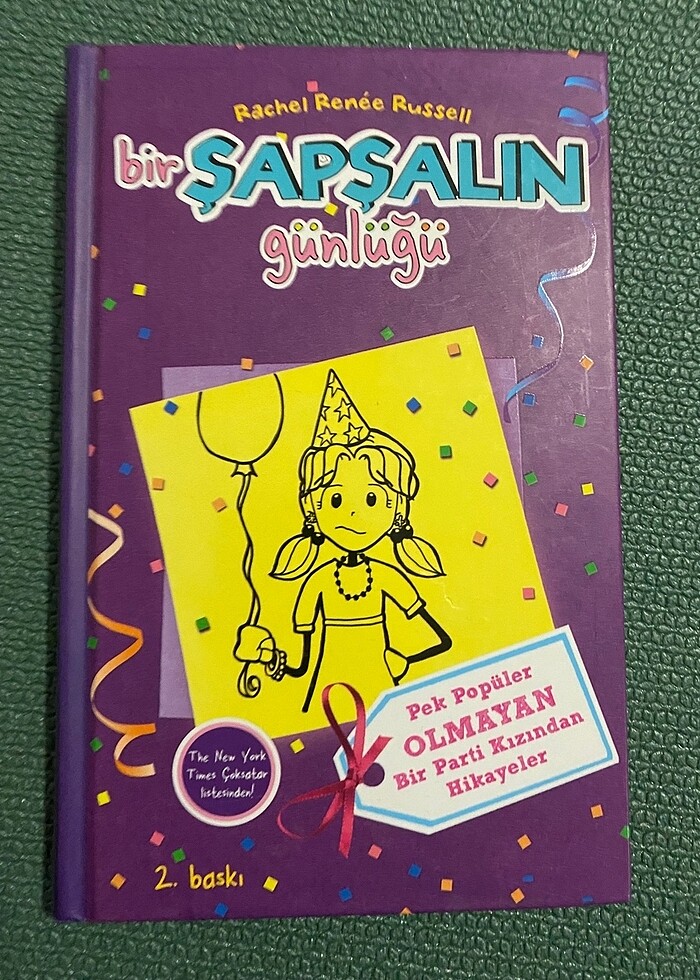 Rachel Renée Russell
bir ŞAPŞALIN
günlüğü
Pek Popüler
OLMAYAN
Bir Parti Kızından
Hikayeler
The New York
Times Çoksatar
listesinden!
2. baskı